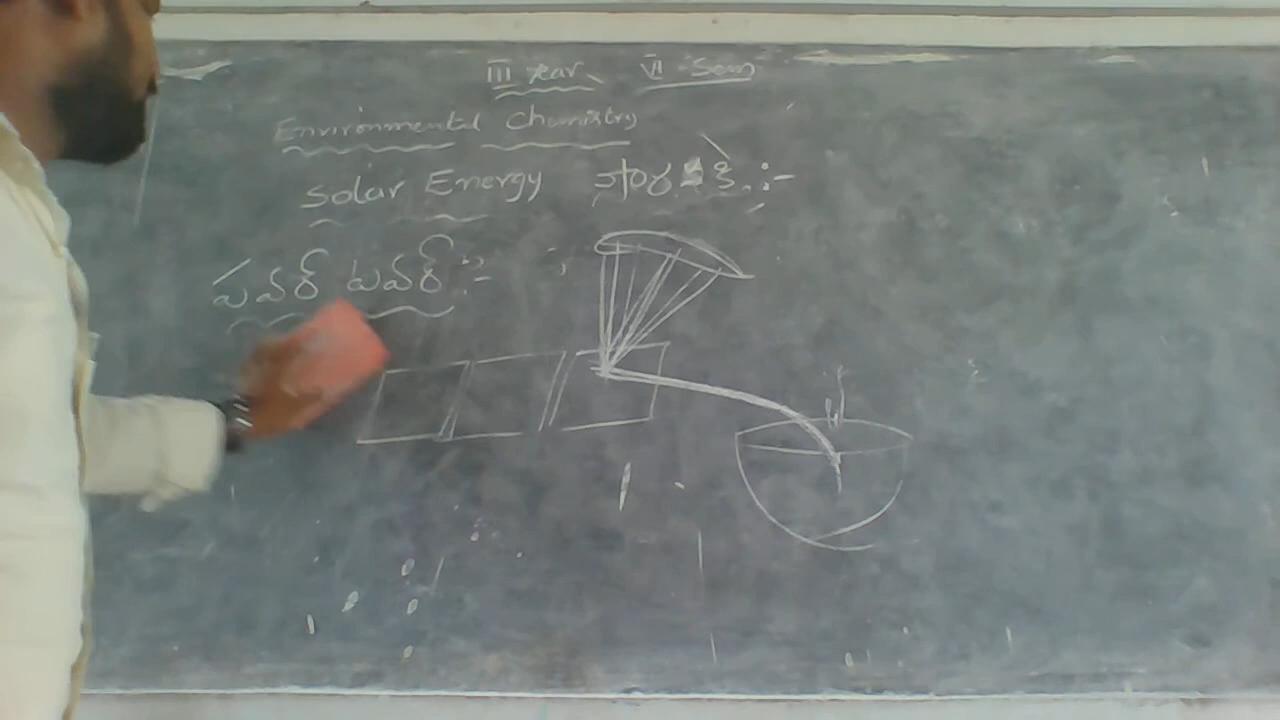 III year VI Sem
Environmental Chemistry
Solar Energy :-
పవర్ టవర్ :-